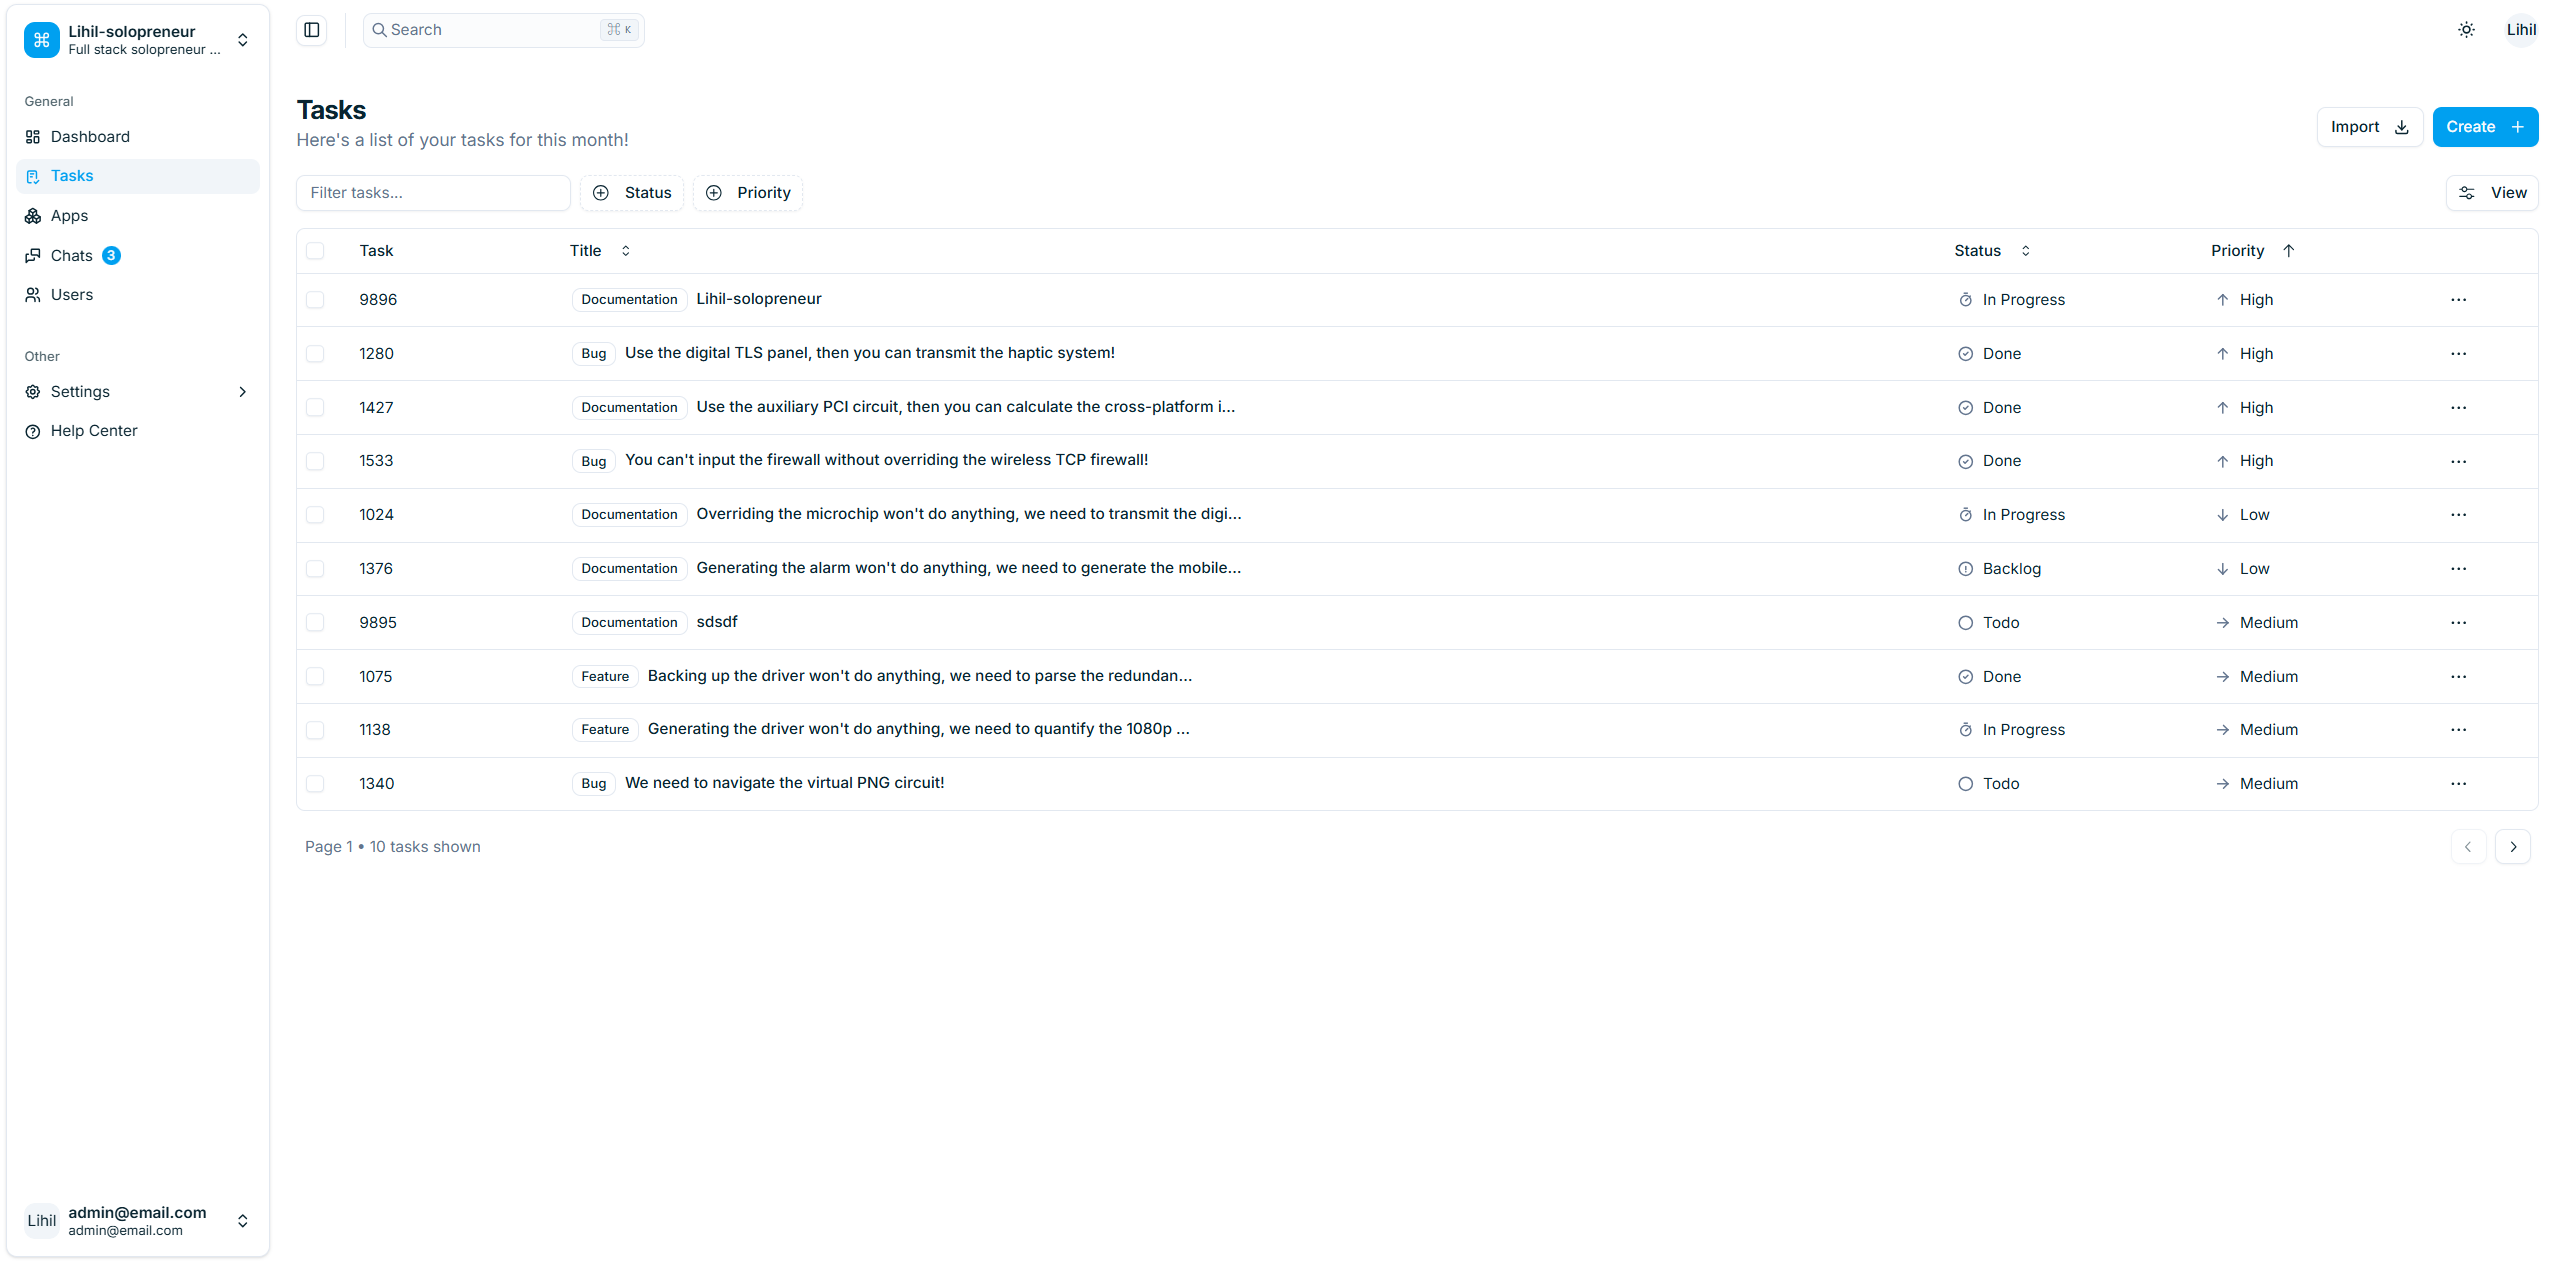 Lihil-solopreneur
Full stack solopreneur ...
General
Dashboard
Tasks
Apps
Chats 3
Users
Other
Settings
Help Center
Lihil
admin@email.com
admin@email.com
Search ⌘ K
Lihil
Tasks
Here's a list of your tasks for this month!
Import
Create
Filter tasks...
Status
Priority
View
Task Title Status Priority
9896 Documentation Lihil-solopreneur In Progress High
1280 Bug Use the digital TLS panel, then you can transmit the haptic system! Done High
1427 Documentation Use the auxiliary PCI circuit, then you can calculate the cross-platform i... Done High
1533 Bug You can't input the firewall without overriding the wireless TCP firewall! Done High
1024 Documentation Overriding the microchip won't do anything, we need to transmit the digi... In Progress Low
1376 Documentation Generating the alarm won't do anything, we need to generate the mobile... Backlog Low
9895 Documentation sdsdf Todo Medium
1075 Feature Backing up the driver won't do anything, we need to parse the redundan... Done Medium
1138 Feature Generating the driver won't do anything, we need to quantify the 1080p ... In Progress Medium
1340 Bug We need to navigate the virtual PNG circuit! Todo Medium
Page 1 • 10 tasks shown